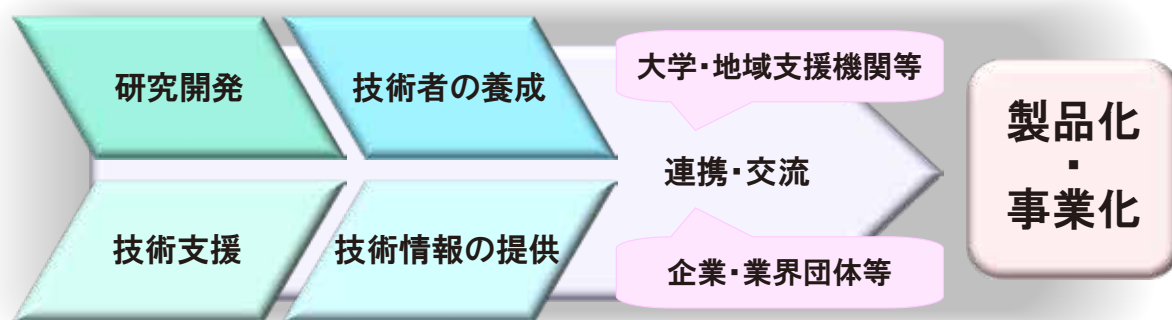 研究開発
技術者の養成
技術支援
技術情報の提供
大学・地域支援機関等
連携・交流
企業・業界団体等
製品化
・
事業化